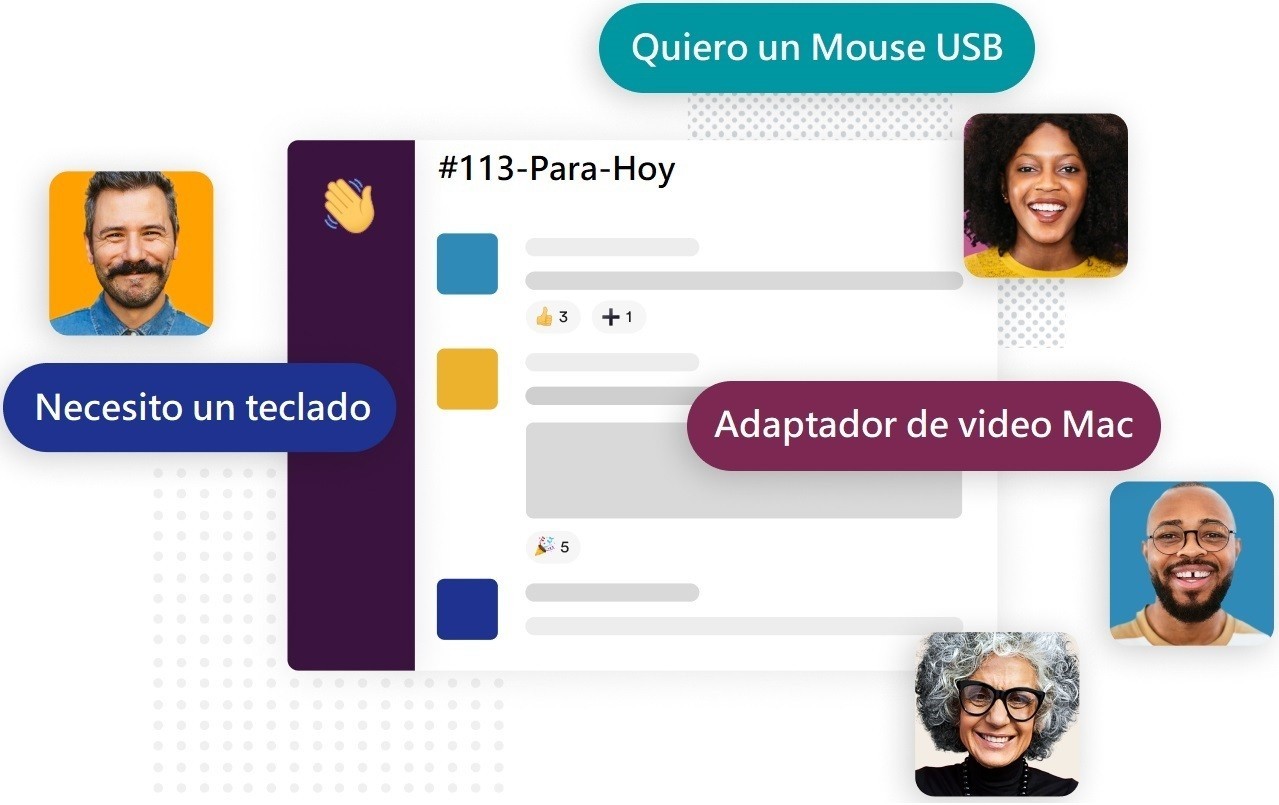 Quiero un Mouse USB
#113-Para-Hoy
3
1
Necesito un teclado
Adaptador de video Mac
5